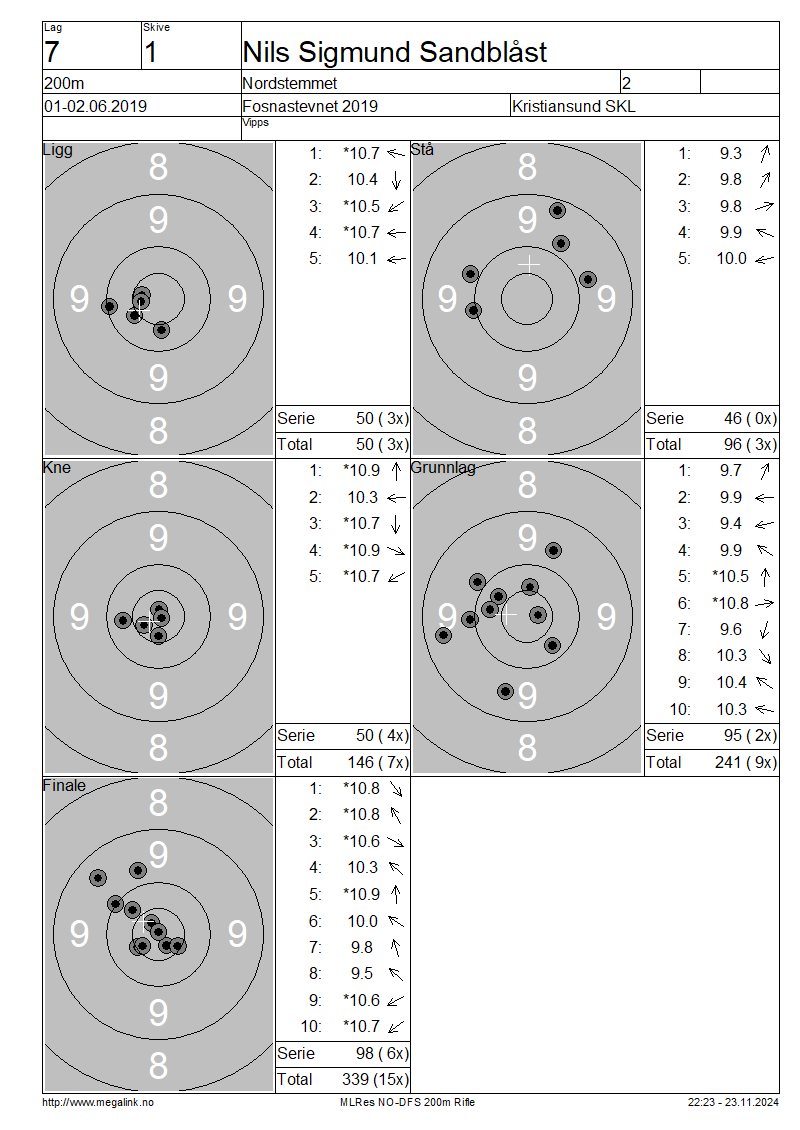 Lag
Skive
7
1
Nils Sigmund Sandblåst
200m
Nordstemmet
2
01-02.06.2019
Fosnastevnet 2019
Kristiansund SKL
Vipps
Ligg
8
9
9
9
9
8
1: *10.7
2: 10.4
3: *10.5
4: *10.7
5: 10.1
Serie 50 ( 3x)
Total 50 ( 3x)
Stå
8
9
9
9
9
8
1: 9.3
2: 9.8
3: 9.8
4: 9.9
5: 10.0
Serie 46 ( 0x)
Total 96 ( 3x)
Kne
8
9
9
9
9
8
1: *10.9
2: 10.3
3: *10.7
4: *10.9
5: *10.7
Serie 50 ( 4x)
Total 146 ( 7x)
Grunnlag
8
9
9
9
9
8
1: 9.7
2: 9.9
3: 9.4
4: 9.9
5: *10.5
6: *10.8
7: 9.6
8: 10.3
9: 10.4
10: 10.3
Serie 95 ( 2x)
Total 241 ( 9x)
Finale
8
9
9
9
9
8
1: *10.8
2: *10.8
3: *10.6
4: 10.3
5: *10.9
6: 10.0
7: 9.8
8: 9.5
9: *10.6
10: *10.7
Serie 98 ( 6x)
Total 339 (15x)
http://www.megalink.no
MLRes NO-DFS 200m Rifle
22:23 - 23.11.2024